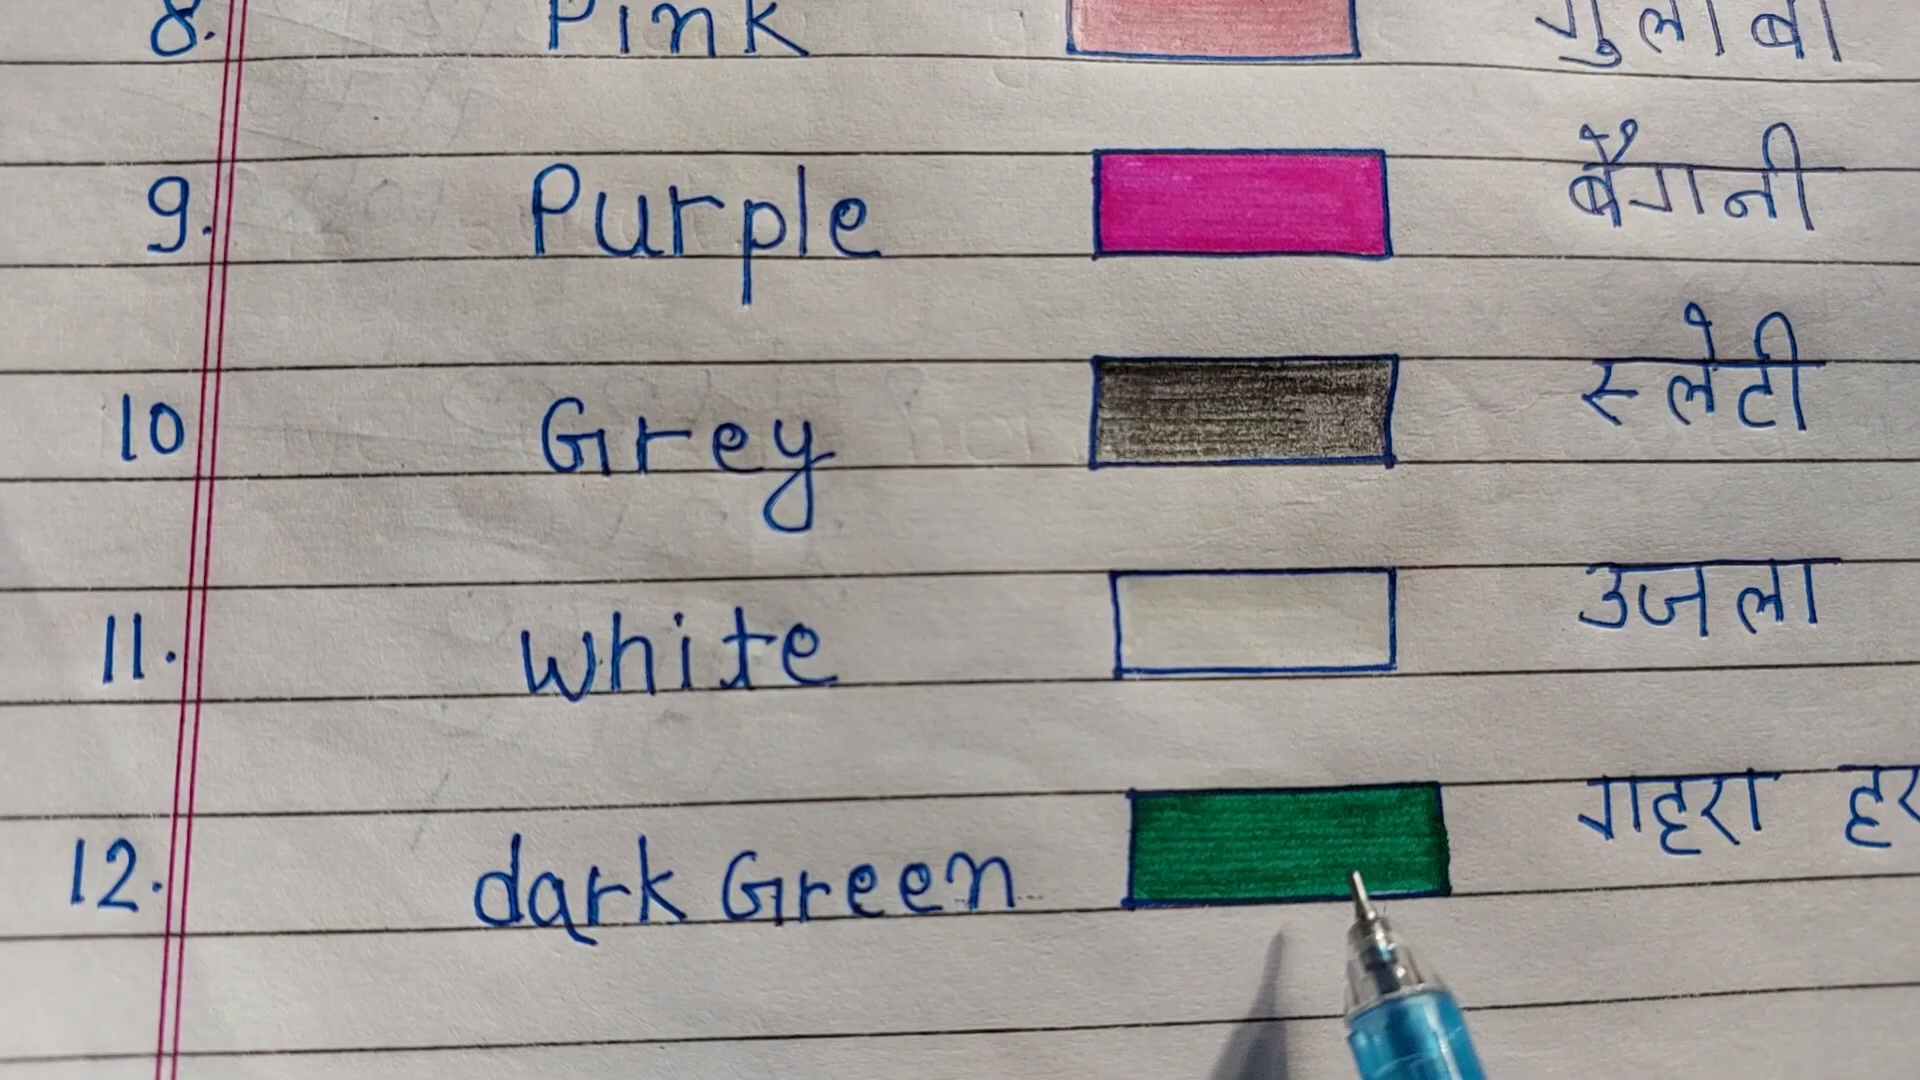 8. Pink गुलाबी
9. Purple बैंगनी
10 Grey स्लेटी
11. white उजला
12. dark Green गहरा